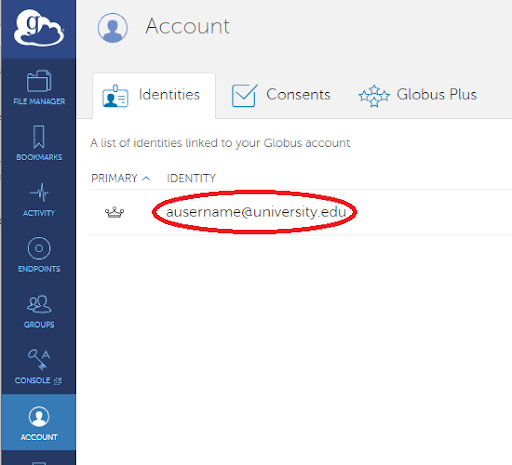 g
Account
FILE MANAGER
BOOKMARKS
ACTIVITY
ENDPOINTS
GROUPS
CONSOLE
ACCOUNT
Identities
Consents
Globus Plus
A list of identities linked to your Globus account
PRIMARY IDENTITY
ausername@university.edu